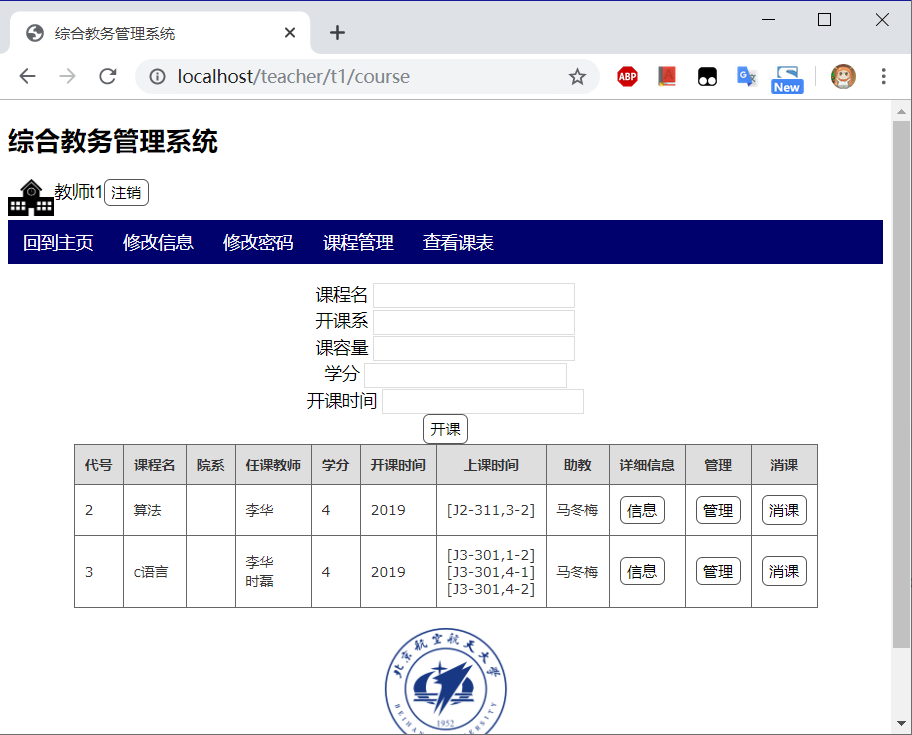 综合教务管理系统
localhost/teacher/t1/course
ABP
New
综合教务管理系统
教师t1 注销
回到主页 修改信息 修改密码 课程管理 查看课表
课程名
开课系
课容量
学分
开课时间
开课
代号 课程名 院系 任课教师 学分 开课时间 上课时间 助教 详细信息 管理 消课
2 算法 李华 4 2019 [J2-311,3-2] 马冬梅 信息 管理 消课
3 c语言 李华 时磊 4 2019 [J3-301,1-2] [J3-301,4-1] [J3-301,4-2] 马冬梅 信息 管理 消课
北京航空航天大学
1952